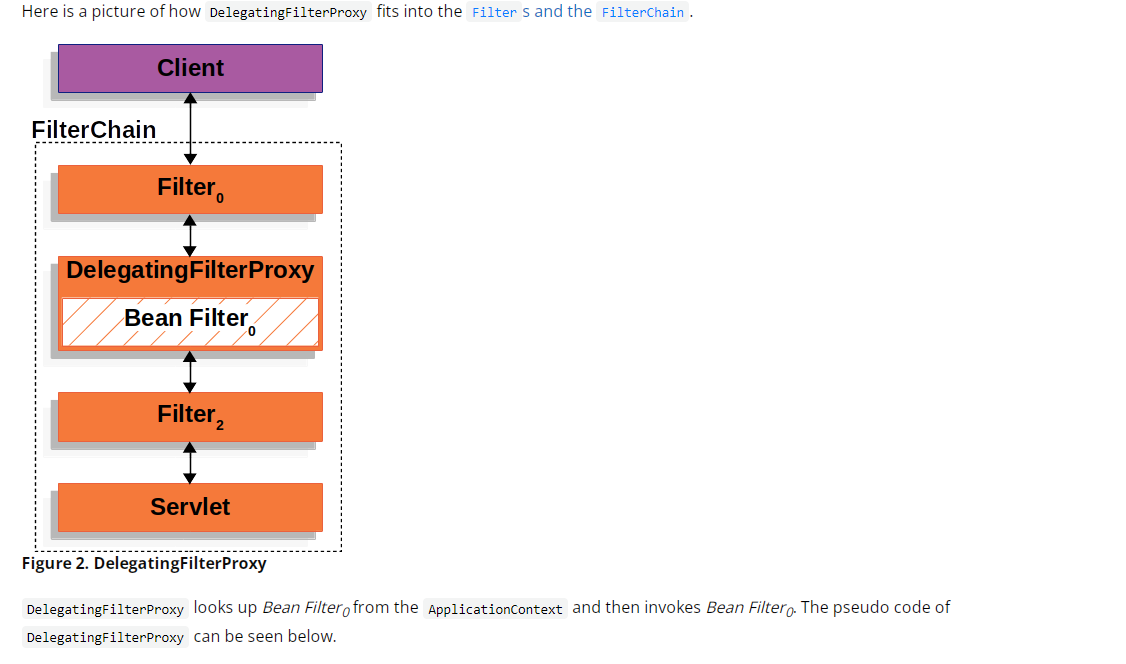 Here is a picture of how DelegatingFilterProxy fits into the Filter s and the FilterChain .
Client
FilterChain
Filter0
DelegatingFilterProxy
Bean Filter0
Filter2
Servlet
Figure 2. DelegatingFilterProxy
DelegatingFilterProxy looks up Bean Filter0 from the ApplicationContext and then invokes Bean Filter0. The pseudo code of
DelegatingFilterProxy can be seen below.